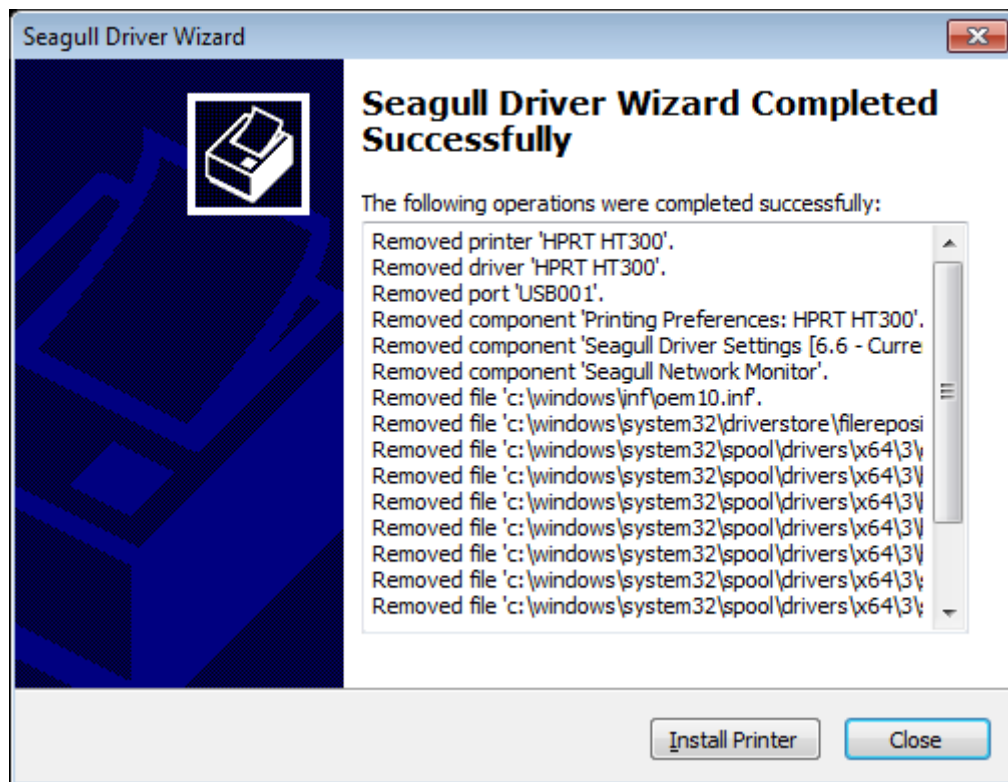 Seagull Driver Wizard
Seagull Driver Wizard Completed
Successfully
The following operations were completed successfully:
Removed printer 'HPRT HT300'.
Removed driver 'HPRT HT300'.
Removed port 'USB001'.
Removed component 'Printing Preferences: HPRT HT300'.
Removed component 'Seagull Driver Settings [6.6 - Curre
Removed component 'Seagull Network Monitor'.
Removed file 'c:\windows\inf\oem10.inf'.
Removed file 'c:\windows\system32\driverstore\filereposi
Removed file 'c:\windows\system32\spool\drivers\x64\3\
Removed file 'c:\windows\system32\spool\drivers\x64\3\
Removed file 'c:\windows\system32\spool\drivers\x64\3\
Removed file 'c:\windows\system32\spool\drivers\x64\3\
Removed file 'c:\windows\system32\spool\drivers\x64\3\
Removed file 'c:\windows\system32\spool\drivers\x64\3\
Removed file 'c:\windows\system32\spool\drivers\x64\3\
Install Printer
Close